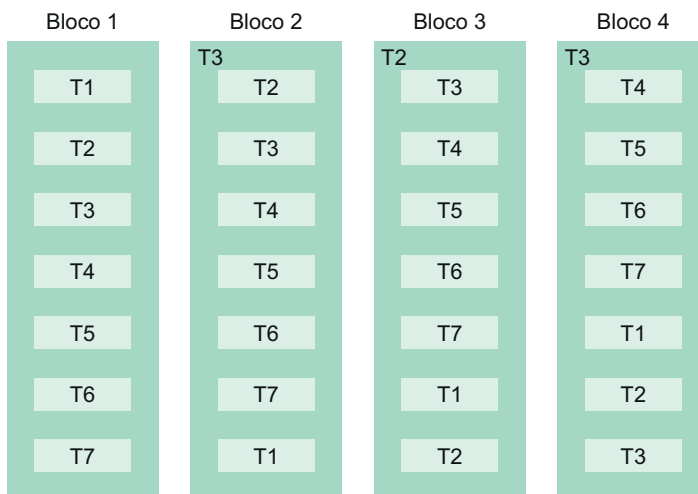 Bloco 1 Bloco 2 Bloco 3 Bloco 4
T3 T2 T3
T1 T2 T3 T4
T2 T3 T4 T5
T3 T4 T5 T6
T4 T5 T6 T7
T5 T6 T7 T1
T6 T7 T1 T2
T7 T1 T2 T3